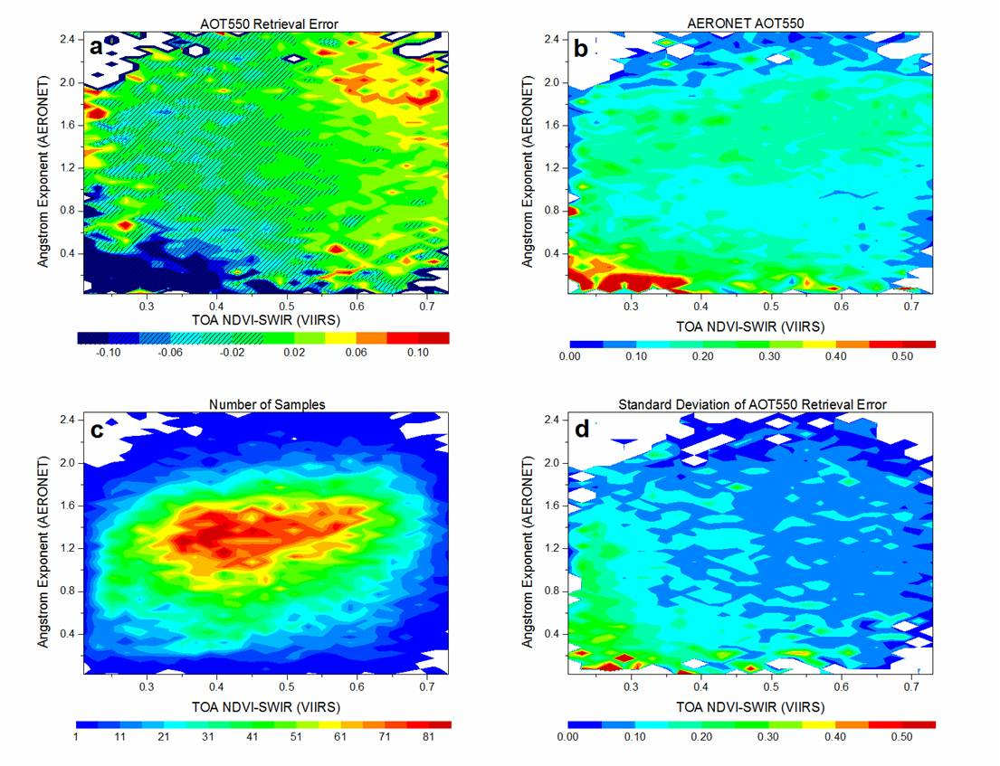 AOT550 Retrieval Error
a
Angstrom Exponent (AERONET)
2.4
2.0
1.6
1.2
0.8
0.4
0.3 0.4 0.5 0.6 0.7
TOA NDVI-SWIR (VIIRS)
-0.10 -0.06 -0.02 0.02 0.06 0.10
AERONET AOT550
b
Angstrom Exponent (AERONET)
2.4
2.0
1.6
1.2
0.8
0.4
0.3 0.4 0.5 0.6 0.7
TOA NDVI-SWIR (VIIRS)
0.00 0.10 0.20 0.30 0.40 0.50
Number of Samples
c
Angstrom Exponent (AERONET)
2.4
2.0
1.6
1.2
0.8
0.4
0.3 0.4 0.5 0.6 0.7
TOA NDVI-SWIR (VIIRS)
1 11 21 31 41 51 61 71 81
Standard Deviation of AOT550 Retrieval Error
d
Angstrom Exponent (AERONET)
2.4
2.0
1.6
1.2
0.8
0.4
0.3 0.4 0.5 0.6 0.7
TOA NDVI-SWIR (VIIRS)
0.00 0.10 0.20 0.30 0.40 0.50